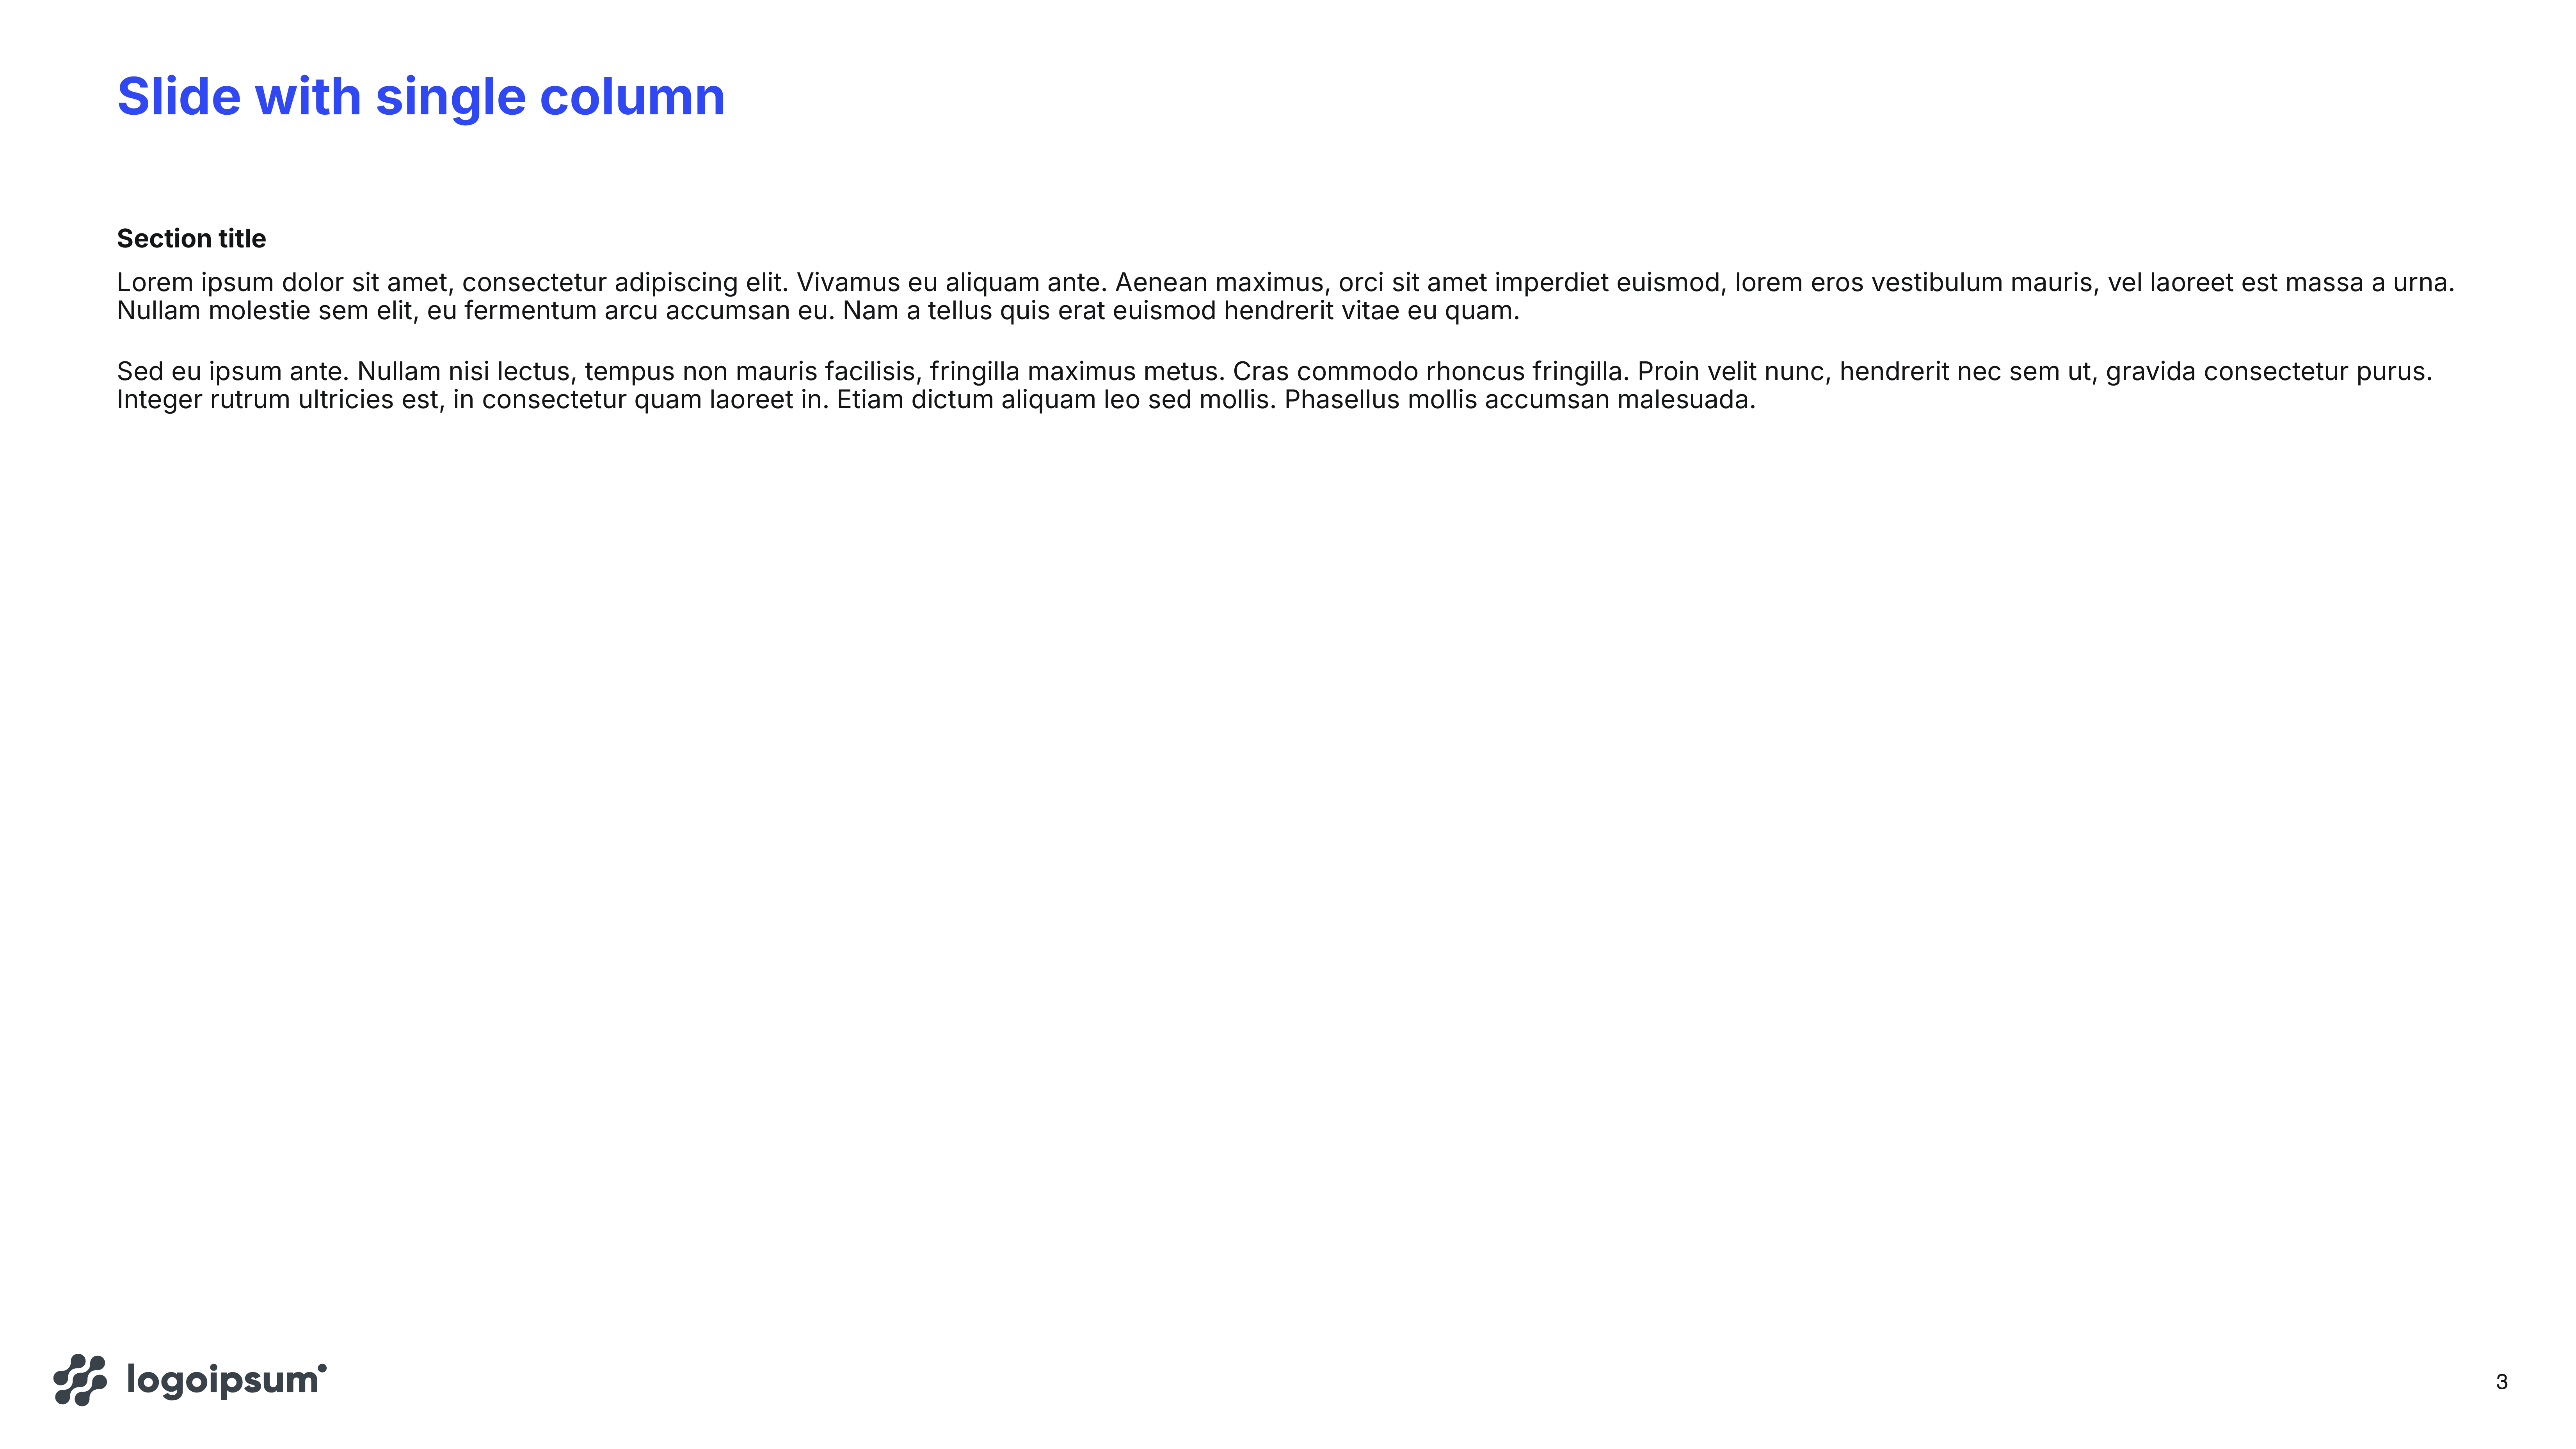 Slide with single column
Section title
Lorem ipsum dolor sit amet, consectetur adipiscing elit. Vivamus eu aliquam ante. Aenean maximus, orci sit amet imperdiet euismod, lorem eros vestibulum mauris, vel laoreet est massa a urna.
Nullam molestie sem elit, eu fermentum arcu accumsan eu. Nam a tellus quis erat euismod hendrerit vitae eu quam.
Sed eu ipsum ante. Nullam nisi lectus, tempus non mauris facilisis, fringilla maximus metus. Cras commodo rhoncus fringilla. Proin velit nunc, hendrerit nec sem ut, gravida consectetur purus.
Integer rutrum ultricies est, in consectetur quam laoreet in. Etiam dictum aliquam leo sed mollis. Phasellus mollis accumsan malesuada.
logoipsum
3